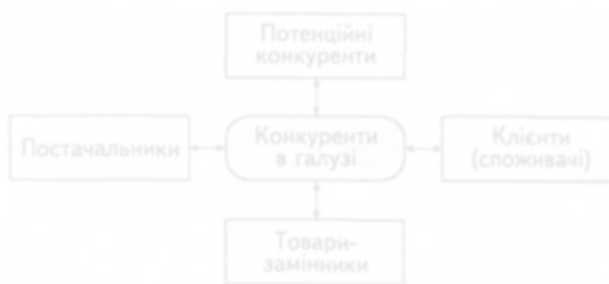 Потенційні
конкуренти
Постачальники
Конкуренти
в галузі
Клієнти
(споживачі)
Товари-
замінники